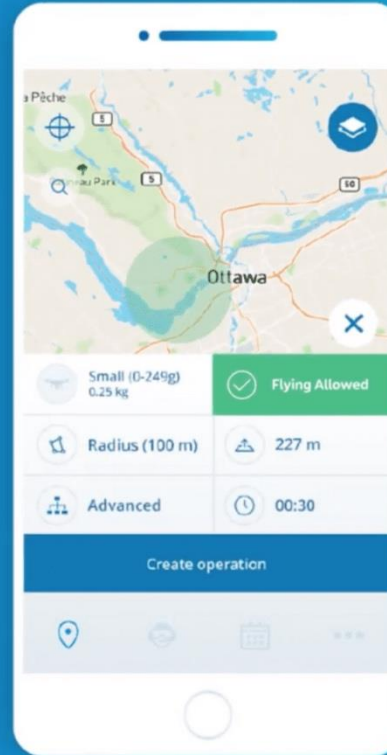 a Pêche
5
5
50
Ottawa
Small (0-249g)
0.25 kg
Flying Allowed
Radius (100 m)
227 m
Advanced
00:30
Create operation